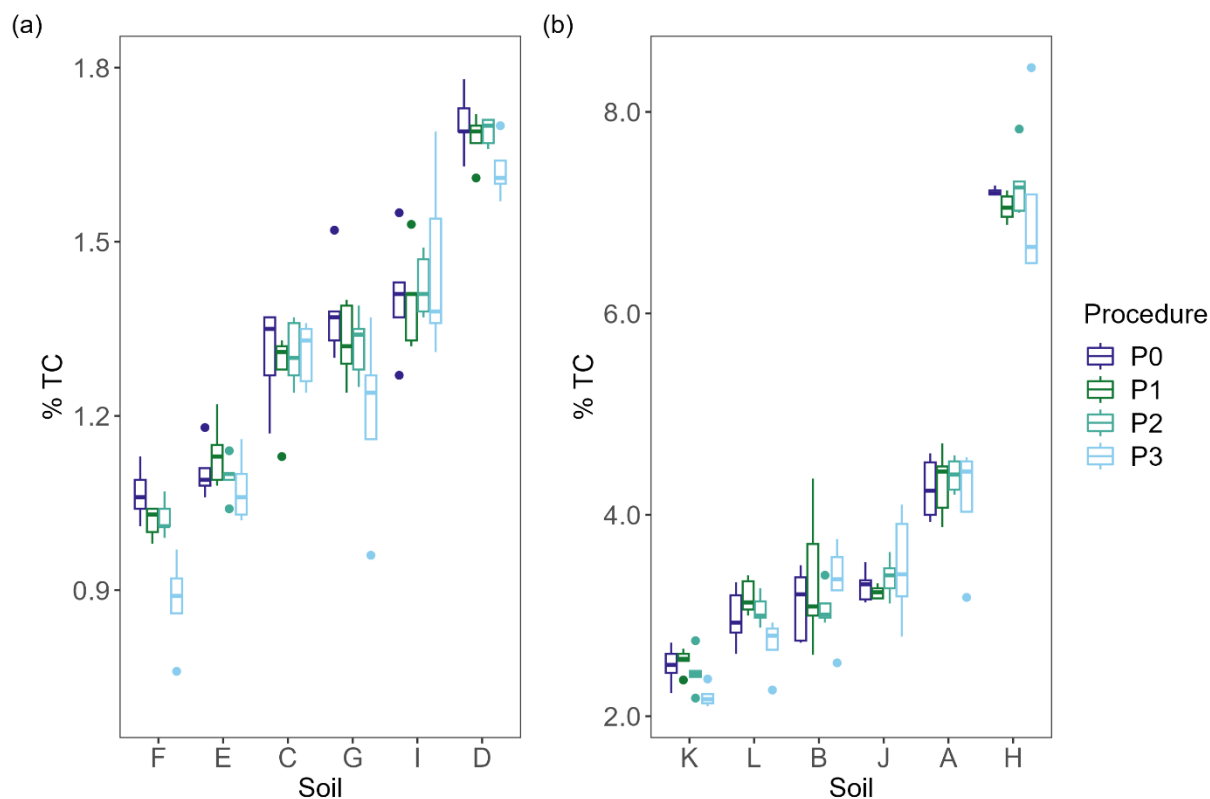 (a)
% TC
1.8
1.5
1.2
0.9
F E C G I D
Soil
(b)
% TC
8.0
6.0
4.0
2.0
K L B J A H
Soil
Procedure
P0
P1
P2
P3